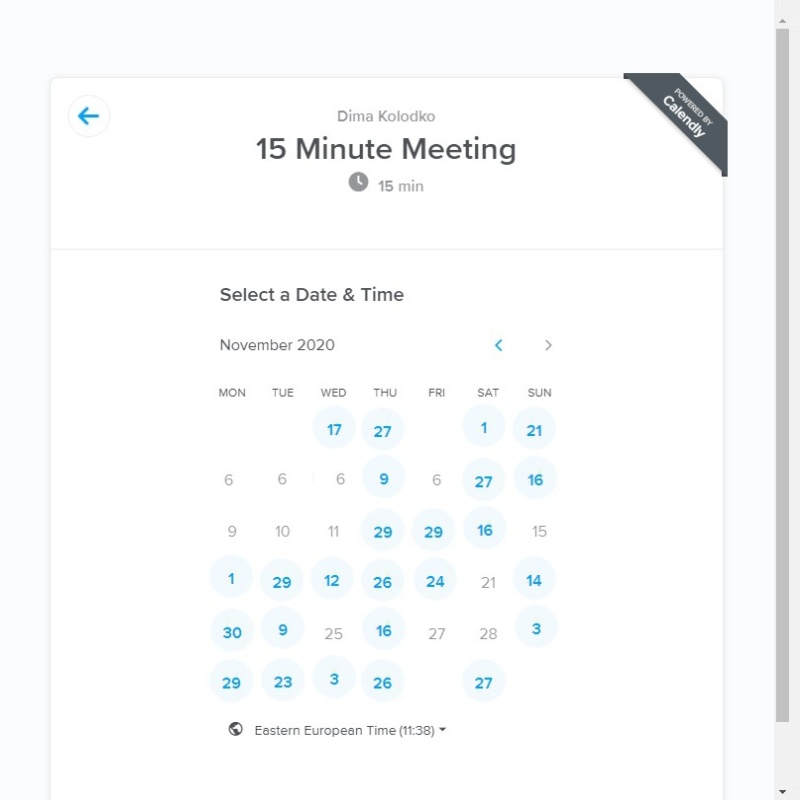 POWERED BY
Calendly
Dima Kolodko
15 Minute Meeting
15 min
Select a Date & Time
November 2020
MON TUE WED THU FRI SAT SUN
17 27 1 21
6 6 6 9 6 27 16
9 10 11 29 29 16 15
1 29 12 26 24 21 14
30 9 25 16 27 28 3
29 23 3 26 27
Eastern European Time (11:38)